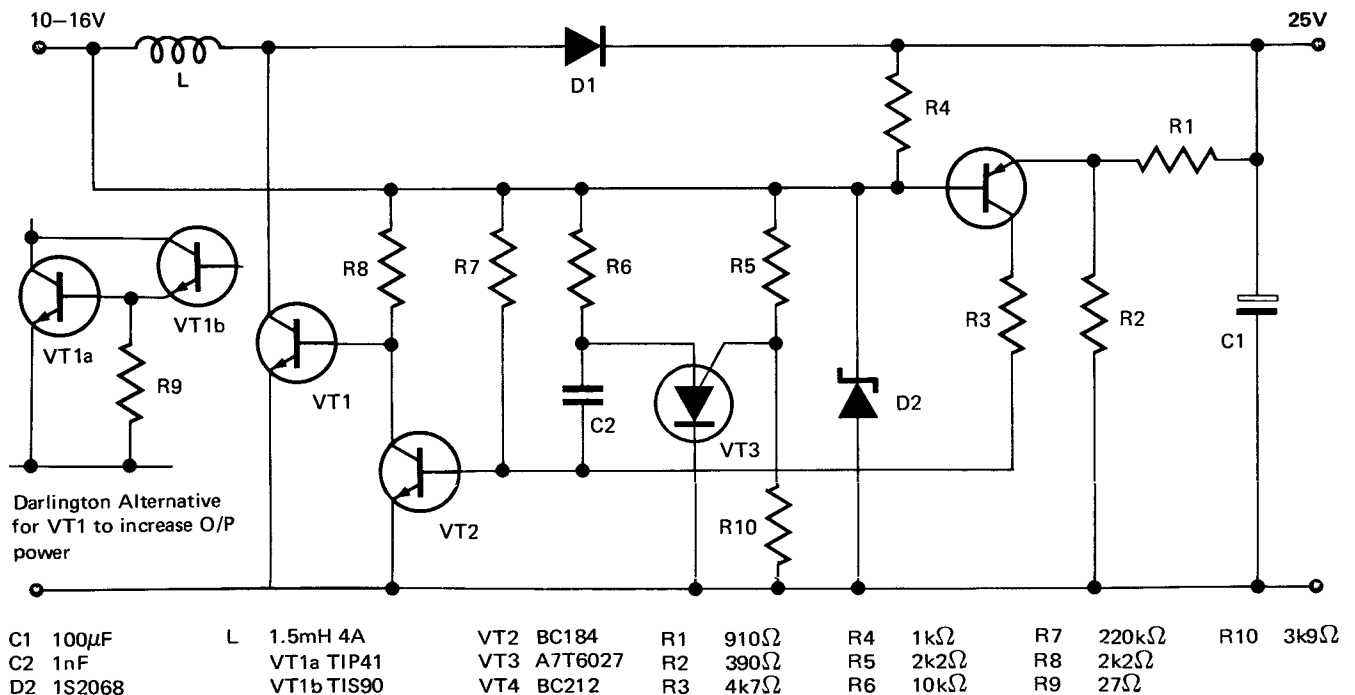 10–16V
25V
L
D1
R4
R1
R8
R7
R6
R5
R3
R2
C1
VT1a
VT1b
R9
VT1
C2
VT3
D2
VT2
R10
Darlington Alternative
for VT1 to increase O/P
power
C1 100μF L 1.5mH 4A VT2 BC184 R1 910Ω R4 1kΩ R7 220kΩ R10 3k9Ω
C2 1nF VT1a TIP41 VT3 A7T6027 R2 390Ω R5 2k2Ω R8 2k2Ω
D2 1S2068 VT1b TIS90 VT4 BC212 R3 4k7Ω R6 10kΩ R9 27Ω